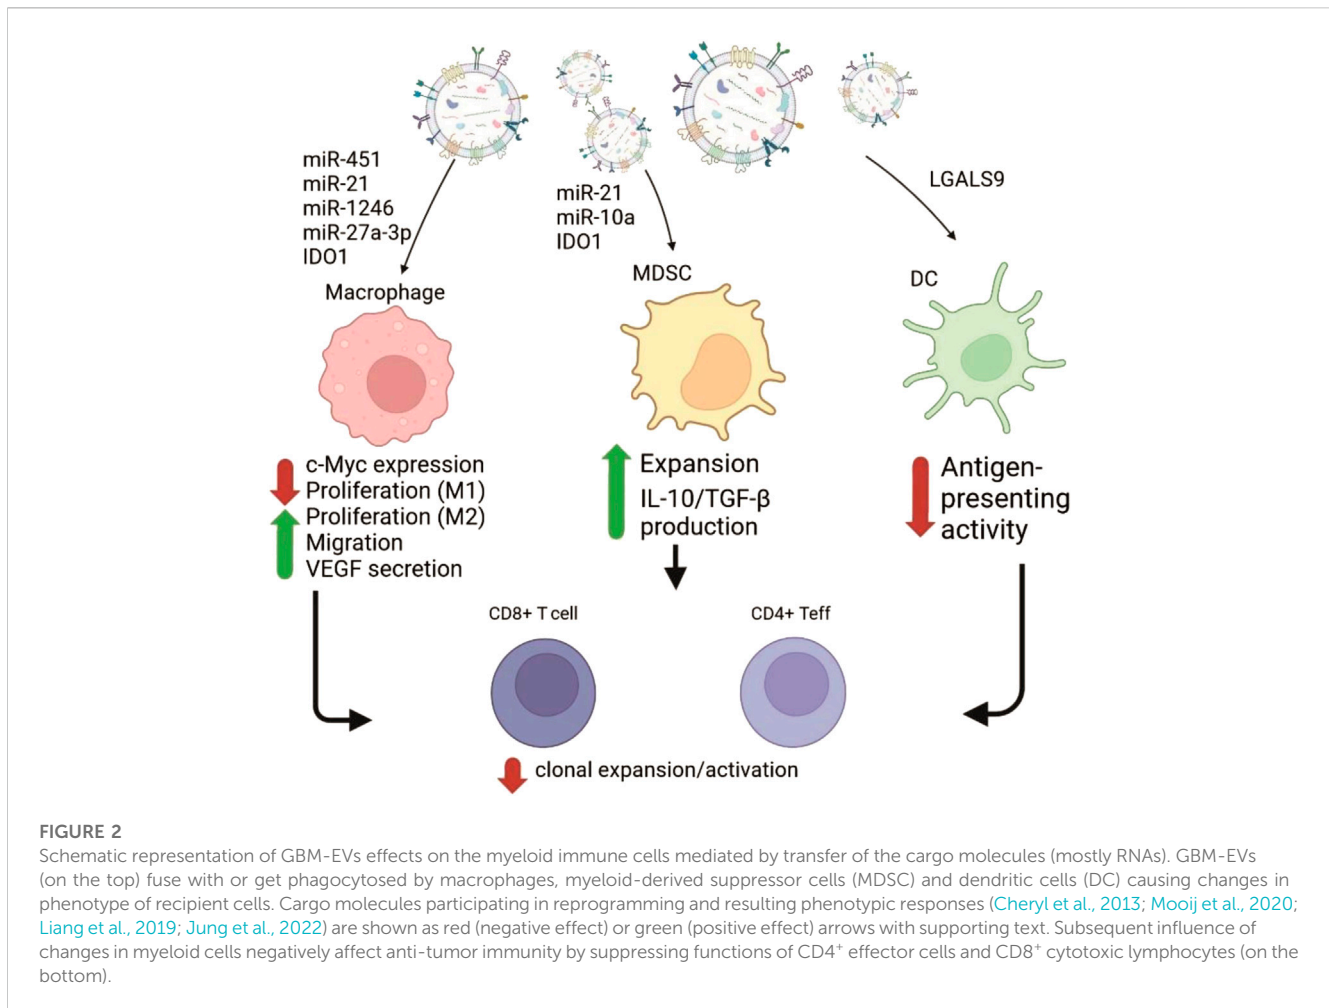 miR-451
miR-21
miR-1246
miR-27a-3p
IDO1
miR-21
miR-10a
IDO1
LGALS9
Macrophage
MDSC
DC
c-Myc expression
Proliferation (M1)
Proliferation (M2)
Migration
VEGF secretion
Expansion
IL-10/TGF-β
production
Antigen-
presenting
activity
CD8+ T cell
CD4+ Teff
clonal expansion/activation
FIGURE 2
Schematic representation of GBM-EVs effects on the myeloid immune cells mediated by transfer of the cargo molecules (mostly RNAs). GBM-EVs
(on the top) fuse with or get phagocytosed by macrophages, myeloid-derived suppressor cells (MDSC) and dendritic cells (DC) causing changes in
phenotype of recipient cells. Cargo molecules participating in reprogramming and resulting phenotypic responses (Cheryl et al., 2013; Mooij et al., 2020;
Liang et al., 2019; Jung et al., 2022) are shown as red (negative effect) or green (positive effect) arrows with supporting text. Subsequent influence of
changes in myeloid cells negatively affect anti-tumor immunity by suppressing functions of CD4⁺ effector cells and CD8⁺ cytotoxic lymphocytes (on the
bottom).